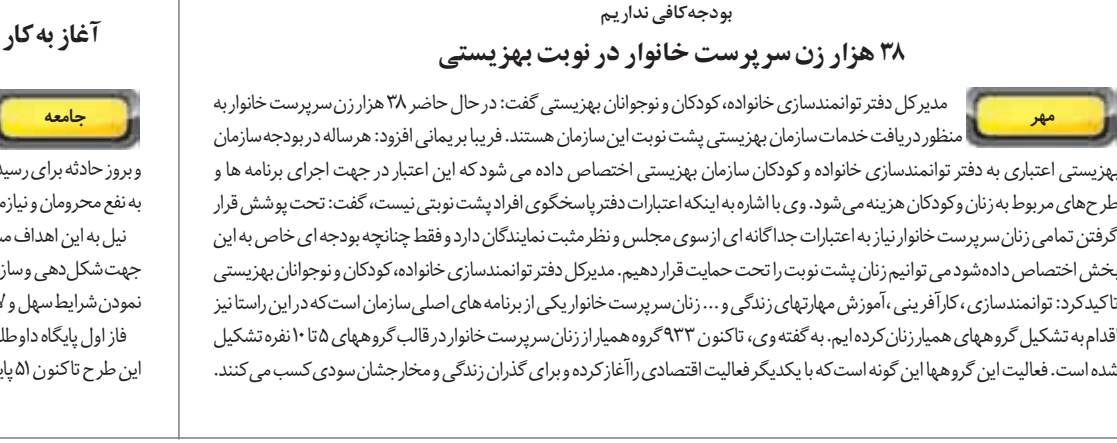 بودجه‌کافی نداریم
۳۸ هزار زن سرپرست خانوار در نوبت بهزیستی
مهر
مدیرکل دفتر توانمندسازی خانواده، کودکان و نوجوانان بهزیستی گفت: در حال حاضر ۳۸ هزار زن سرپرست خانوار به
منظور دریافت خدمات سازمان بهزیستی پشت نوبت این سازمان هستند. فریبا بریمانی افزود: هرساله در بودجه سازمان
بهزیستی اعتباری به دفتر توانمندسازی خانواده و کودکان سازمان بهزیستی اختصاص داده می شود که این اعتبار در جهت اجرای برنامه ها و
طرح‌های مربوط به زنان و کودکان هزینه می‌شود. وی با اشاره به اینکه اعتبارات دفتر پاسخگوی افراد پشت نوبتی نیست، گفت: تحت پوشش قرار
گرفتن تمامی زنان سرپرست خانوار نیاز به اعتبارات جداگانه ای از سوی مجلس و نظر مثبت نمایندگان دارد و فقط چنانچه بودجه ای خاص به این
بخش اختصاص داده‌شود می توانیم زنان پشت نوبت را تحت حمایت قرار دهیم. مدیرکل دفتر توانمندسازی خانواده، کودکان و نوجوانان بهزیستی
تاکید کرد: توانمندسازی ، کارآفرینی ، آموزش مهارتهای زندگی و ... زنان سرپرست خانوار یکی از برنامه های اصلی سازمان است که در این راستا نیز
اقدام به تشکیل گروههای همیار زنان کرده ایم. به گفته وی، تاکنون ۹۳۳ گروه همیار از زنان سرپرست خانوار در قالب گروههای ۵ تا ۱۰ نفره تشکیل
شده است. فعالیت این گروهها این گونه است که با یکدیگر فعالیت اقتصادی را آغاز کرده و برای گذران زندگی و مخارجشان سودی کسب می کنند.
آغاز به کار
جامعه
و بروز حادثه برای
به نفع محرومان و
نیل به این اهداف
جهت شکل‌دهی و
نمودن شرایط سهل و
فاز اول پایگاه
این طرح تاکنون ۵۱